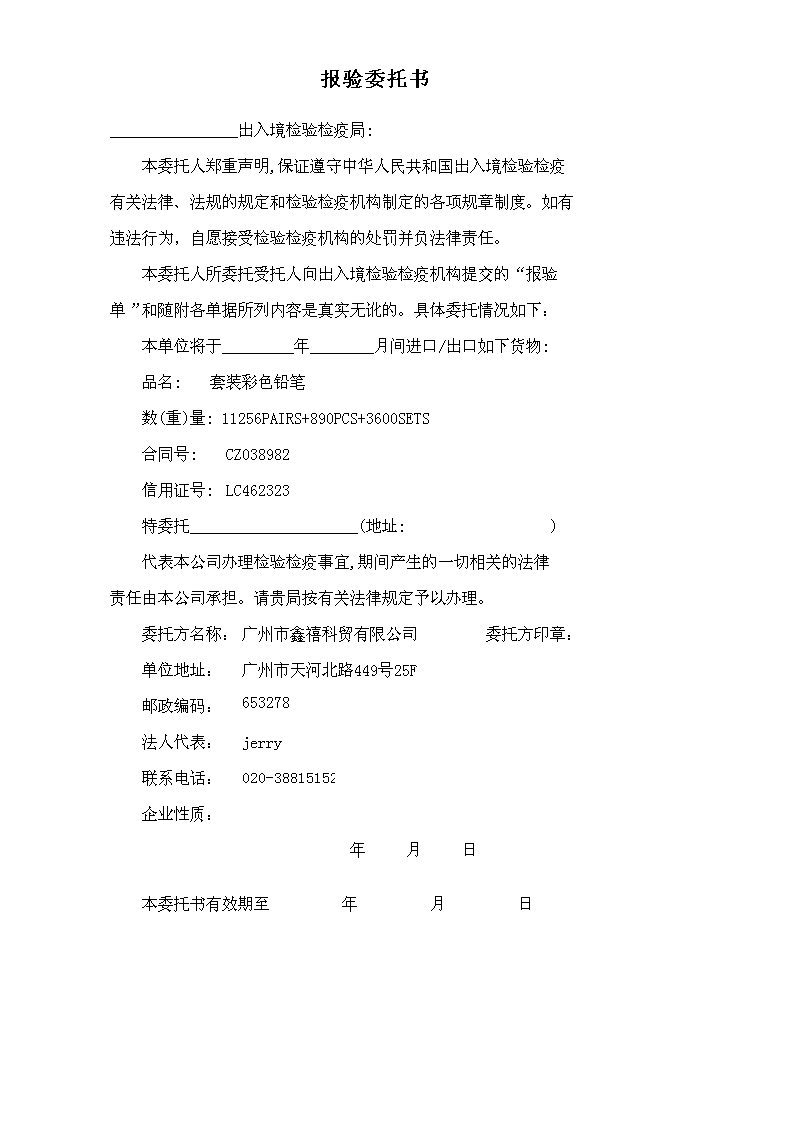 报验委托书
________________出入境检验检疫局:
本委托人郑重声明,保证遵守中华人民共和国出入境检验检疫
有关法律、法规的规定和检验检疫机构制定的各项规章制度。如有
违法行为，自愿接受检验检疫机构的处罚并负法律责任。
本委托人所委托受托人向出入境检验检疫机构提交的“报验
单 ”和随附各单据所列内容是真实无讹的。具体委托情况如下：
本单位将于_________年________月间进口/出口如下货物:
品名: 套装彩色铅笔
数(重)量: 11256PAIRS+890PCS+3600SETS
合同号: CZ038982
信用证号: LC462323
特委托_____________________(地址: )
代表本公司办理检验检疫事宜,期间产生的一切相关的法律
责任由本公司承担。请贵局按有关法律规定予以办理。
委托方名称： 广州市鑫禧科贸有限公司 委托方印章：
单位地址： 广州市天河北路449号25F
邮政编码： 653278
法人代表： jerry
联系电话： 020-38815152
企业性质：
年 月 日
本委托书有效期至 年 月 日